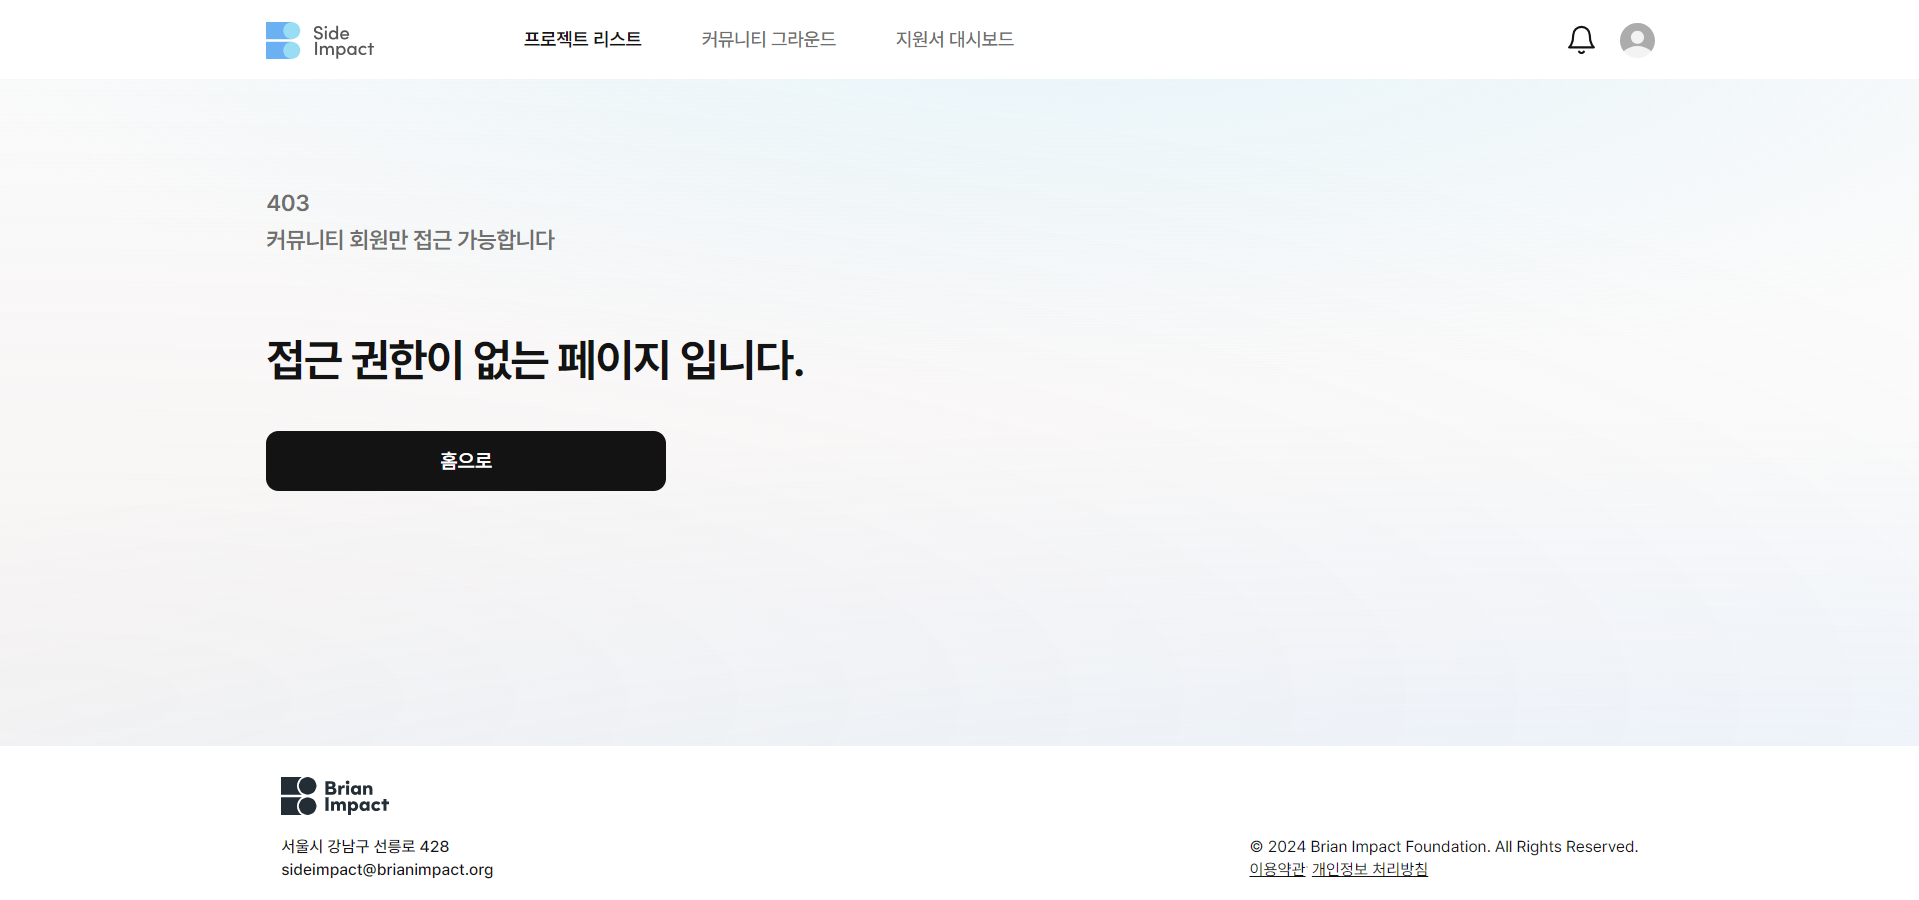 Side
Impact
프로젝트 리스트
커뮤니티 그라운드
지원서 대시보드
403
커뮤니티 회원만 접근 가능합니다
접근 권한이 없는 페이지 입니다.
홈으로
Brian
Impact
서울시 강남구 선릉로 428
sideimpact@brianimpact.org
© 2024 Brian Impact Foundation. All Rights Reserved.
이용약관 개인정보 처리방침